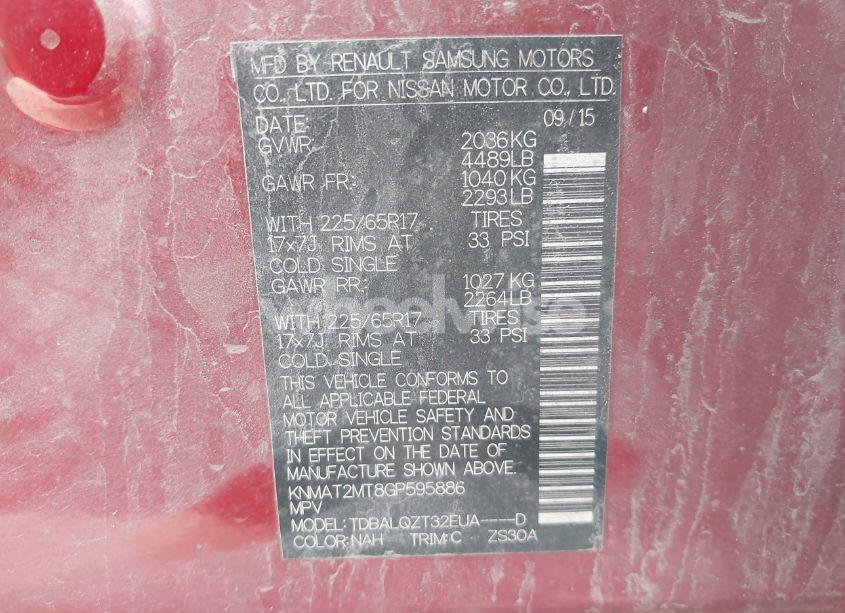 MFD BY RENAULT SAMSUNG MOTORS
CO., LTD. FOR NISSAN MOTOR CO., LTD.
DATE: 09/15
GVWR: 2036KG
4489LB
GAWR FR: 1040KG
2293LB
WITH 225/65R17 TIRES
17x7J RIMS AT 33 PSI
COLD SINGLE
GAWR RR: 1027KG
2264LB
WITH 225/65R17 TIRES
17x7J RIMS AT 33 PSI
COLD SINGLE
THIS VEHICLE CONFORMS TO
ALL APPLICABLE FEDERAL
MOTOR VEHICLE SAFETY AND
THEFT PREVENTION STANDARDS
IN EFFECT ON THE DATE OF
MANUFACTURE SHOWN ABOVE.
KNMAT2MT8GP595886
MPV
MODEL: TDBALQZT32EUA----D
COLOR: NAH TRIM: C ZS30A